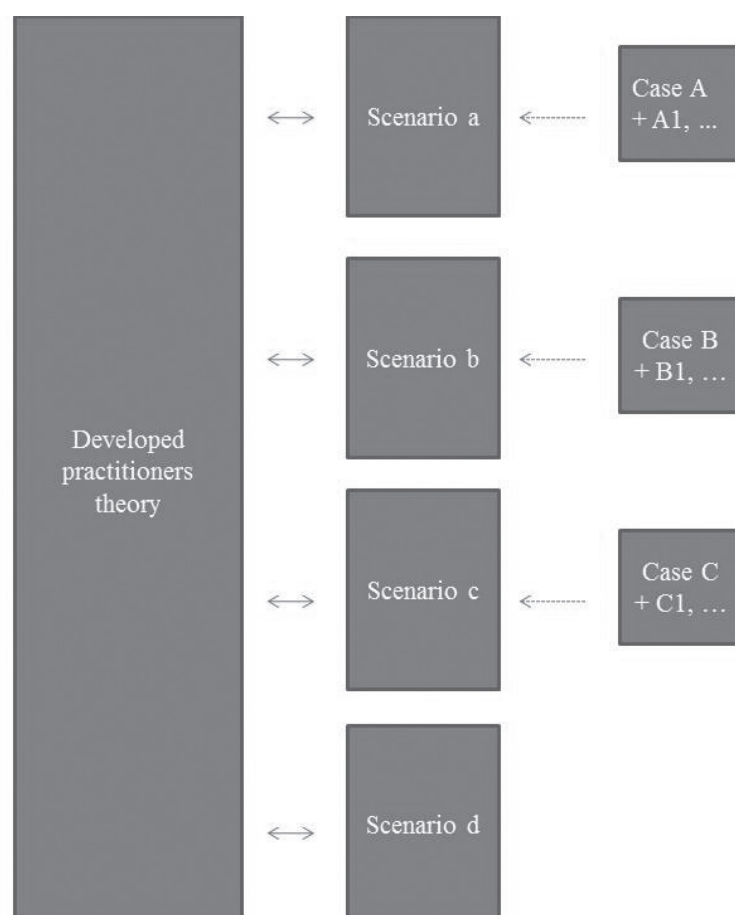 Scenario a
Case A
+ A1, ...
Scenario b
Case B
+ B1, …
Developed
practitioners
theory
Scenario c
Case C
+ C1, …
Scenario d